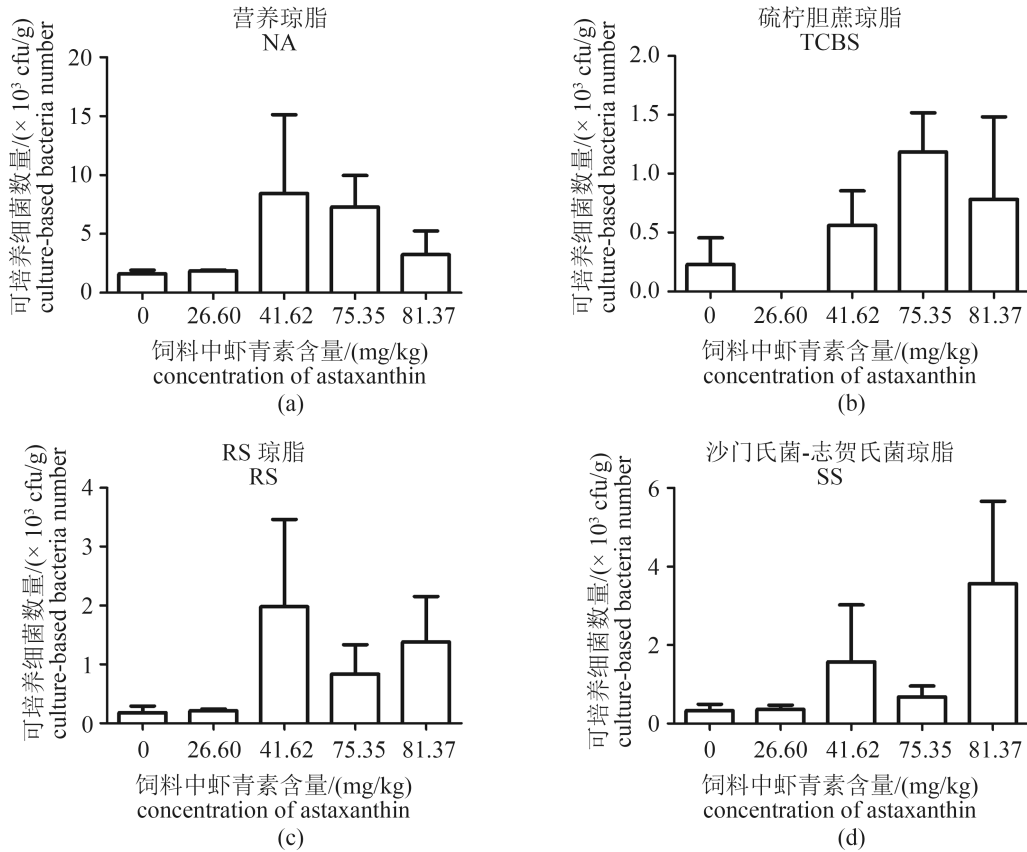 营养琼脂
NA
可培养细菌数量/(× 10³ cfu/g)
culture-based bacteria number
20
15
10
5
0
0 26.60 41.62 75.35 81.37
饲料中虾青素含量/(mg/kg)
concentration of astaxanthin
(a)
硫柠胆蔗琼脂
TCBS
可培养细菌数量/(× 10³ cfu/g)
culture-based bacteria number
2.0
1.5
1.0
0.5
0.0
0 26.60 41.62 75.35 81.37
饲料中虾青素含量/(mg/kg)
concentration of astaxanthin
(b)
RS 琼脂
RS
可培养细菌数量/(× 10³ cfu/g)
culture-based bacteria number
4
3
2
1
0
0 26.60 41.62 75.35 81.37
饲料中虾青素含量/(mg/kg)
concentration of astaxanthin
(c)
沙门氏菌-志贺氏菌琼脂
SS
可培养细菌数量/(× 10³ cfu/g)
culture-based bacteria number
6
4
2
0
0 26.60 41.62 75.35 81.37
饲料中虾青素含量/(mg/kg)
concentration of astaxanthin
(d)